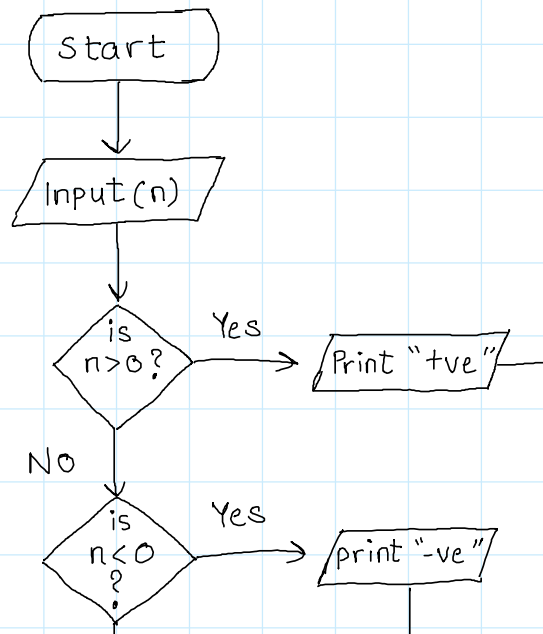 Start
Input(n)
is
n>0?
Yes
Print "+ve"
NO
is
n<0
?
Yes
print "-ve"